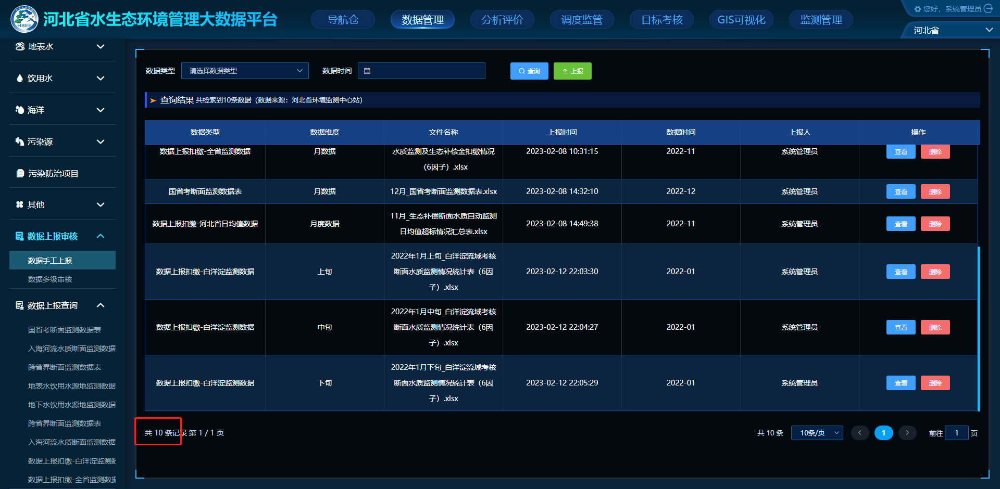 HBEE
河北省水生态环境管理大数据平台
导航仓
数据管理
分析评价
调度监管
目标考核
GIS可视化
监测管理
您好，系统管理员
河北省
地表水
饮用水
海洋
污染源
污染防治项目
其他
数据上报审核
数据手工上报
数据多级审核
数据上报查询
国省考断面监测数据表
入海河流水质断面监测数据
跨省界断面监测数据表
地表水饮用水源地监测数据
地下水饮用水源地监测数据
跨省界断面监测数据表
入海河流水质断面监测数据
数据上报扣缴-白洋淀监测数
数据上报扣缴-全省监测数据
数据类型 请选择数据类型 数据时间 查询 上报
查询结果 共检索到10条数据（数据来源：河北省环境监测中心站）
数据类型 数据维度 文件名称 上报时间 数据时间 上报人 操作
数据上报扣缴-全省监测数据 月数据 水质监测及生态补偿金扣缴情况 2023-02-08 10:31:15 2022-11 系统管理员 查看 删除
（6因子）.xlsx
国省考断面监测数据表 月数据 12月_国省考断面监测数据表.xlsx 2023-02-08 14:32:10 2022-12 系统管理员 查看 删除
11月_生态补偿断面水质自动监测
数据上报扣缴-河北省日均值数据 月度数据 2023-02-08 14:49:38 2022-11 系统管理员 查看 删除
日均值超标情况汇总表.xlsx
2022年1月上旬_白洋淀流域考核
数据上报扣缴-白洋淀监测数据 上旬 断面水质监测情况统计表（6因 2023-02-12 22:03:30 2022-01 系统管理员 查看 删除
子）.xlsx
2022年1月中旬_白洋淀流域考核
数据上报扣缴-白洋淀监测数据 中旬 断面水质监测情况统计表（6因 2023-02-12 22:04:27 2022-01 系统管理员 查看 删除
子）.xlsx
2022年1月下旬_白洋淀流域考核
数据上报扣缴-白洋淀监测数据 下旬 断面水质监测情况统计表（6因 2023-02-12 22:05:29 2022-01 系统管理员 查看 删除
子）.xlsx
共 10 条记录 第 1 / 1 页
共 10 条 10条/页 1 前往 1 页